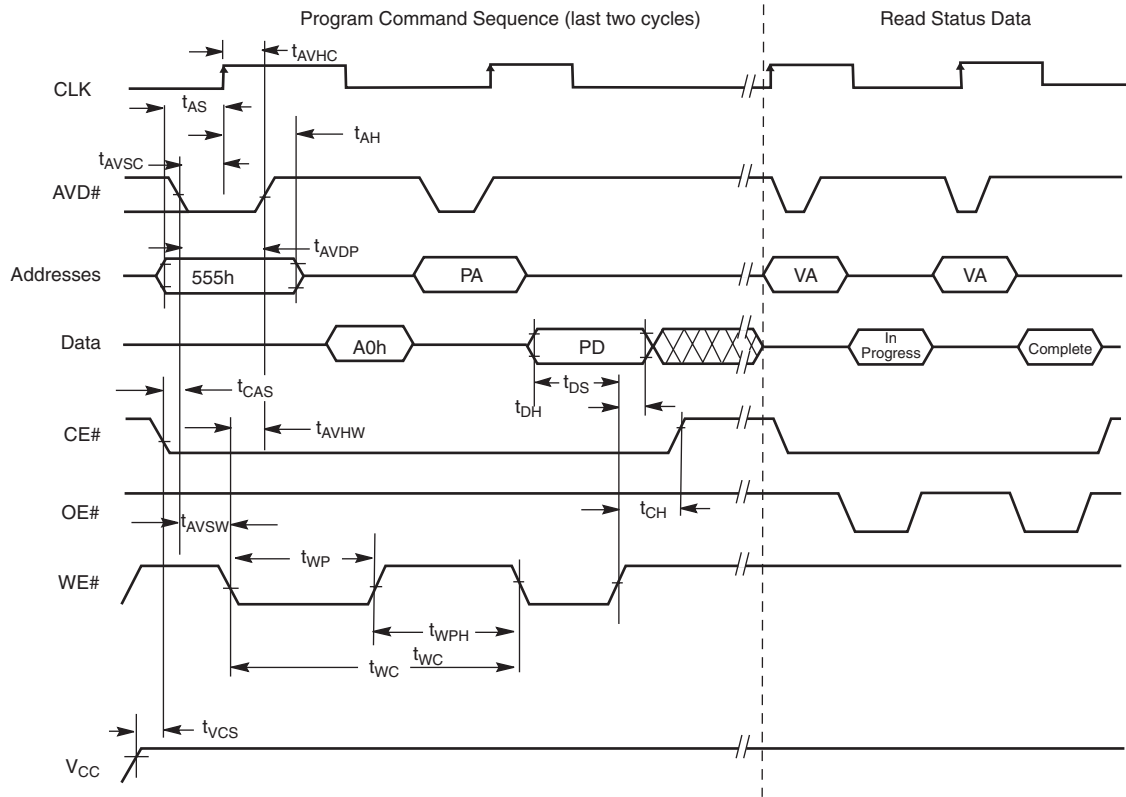 Program Command Sequence (last two cycles)
Read Status Data
tAVHC
CLK
tAS
tAH
tAVSC
AVD#
tAVDP
Addresses
555h
PA
VA
VA
Data
A0h
PD
In
Progress
Complete
tCAS
tDS
tDH
CE#
tAVHW
OE#
tCH
tAVSW
tWP
WE#
tWPH
tWC
tWC
tVCS
VCC